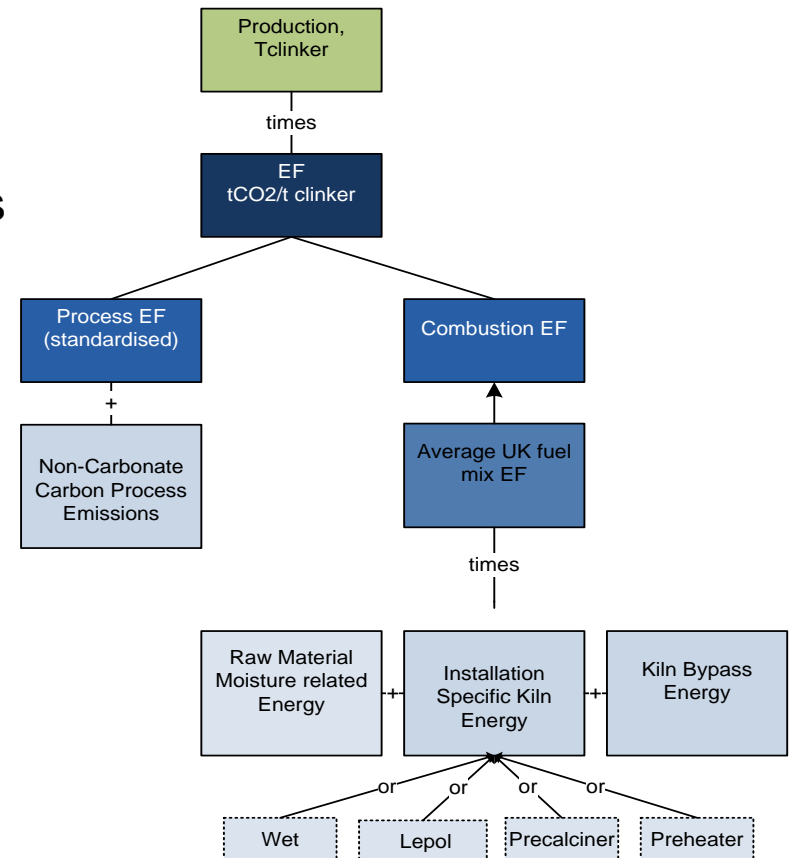 Production,
Tclinker
times
EF
tCO2/t clinker
s
Process EF
(standardised)
Combustion EF
+
Non-Carbonate
Carbon Process
Emissions
Average UK fuel
mix EF
times
Raw Material
Moisture related
Energy
+
Installation
Specific Kiln
Energy
+
Kiln Bypass
Energy
or
or
or
or
Wet
Lepol
Precalciner
Preheater